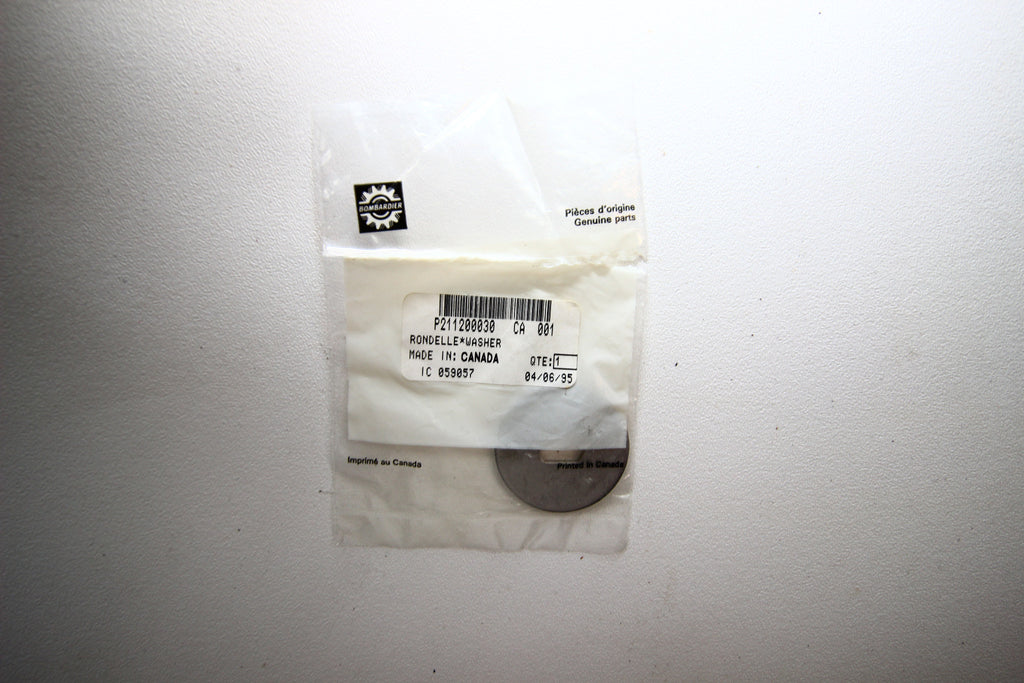 BOMBARDIER
Pièces d'origine
Genuine parts
P211200030 CA 001
RONDELLE*WASHER
MADE IN: CANADA QTE: 1
IC 059057 04/06/95
Imprimé au Canada Printed in Canada